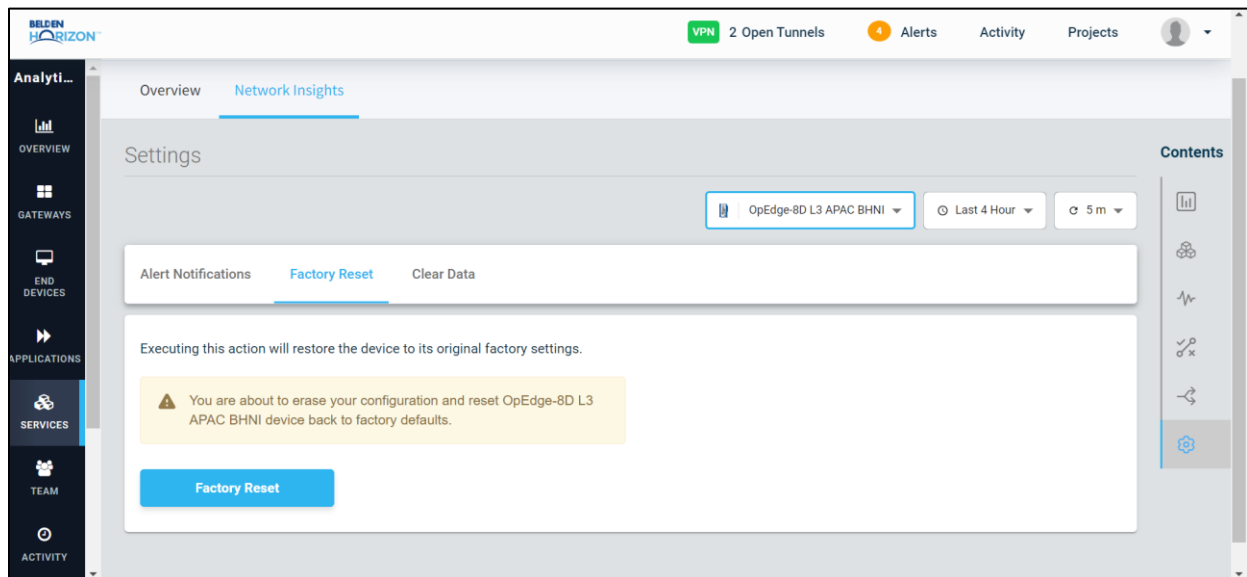 BELDEN
HORIZON™
VPN 2 Open Tunnels 4 Alerts Activity Projects
Analyti...
OVERVIEW
GATEWAYS
END
DEVICES
APPLICATIONS
SERVICES
TEAM
ACTIVITY
Overview Network Insights
Settings
OpEdge-8D L3 APAC BHNI Last 4 Hour 5 m
Alert Notifications Factory Reset Clear Data
Executing this action will restore the device to its original factory settings.
You are about to erase your configuration and reset OpEdge-8D L3
APAC BHNI device back to factory defaults.
Factory Reset
Contents